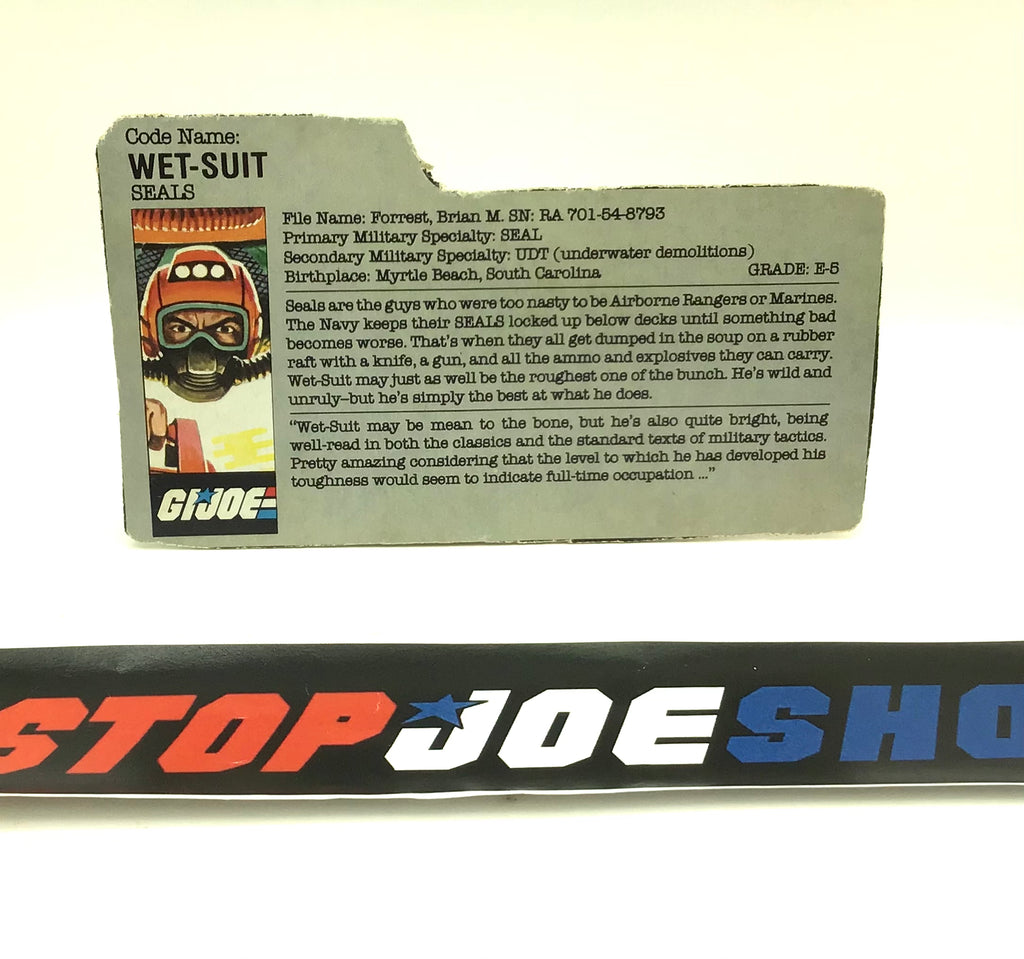 Code Name:
WET-SUIT
SEALS
File Name: Forrest, Brian M. SN: RA 701-54-8793
Primary Military Specialty: SEAL
Secondary Military Specialty: UDT (underwater demolitions)
Birthplace: Myrtle Beach, South Carolina GRADE: E-5
Seals are the guys who were too nasty to be Airborne Rangers or Marines.
The Navy keeps their SEALS locked up below decks until something bad
becomes worse. That's when they all get dumped in the soup on a rubber
raft with a knife, a gun, and all the ammo and explosives they can carry.
Wet-Suit may just as well be the roughest one of the bunch. He's wild and
unruly–but he's simply the best at what he does.
"Wet-Suit may be mean to the bone, but he's also quite bright, being
well-read in both the classics and the standard texts of military tactics.
Pretty amazing considering that the level to which he has developed his
toughness would seem to indicate full-time occupation ..."
GI JOE
STOP JOE SHO